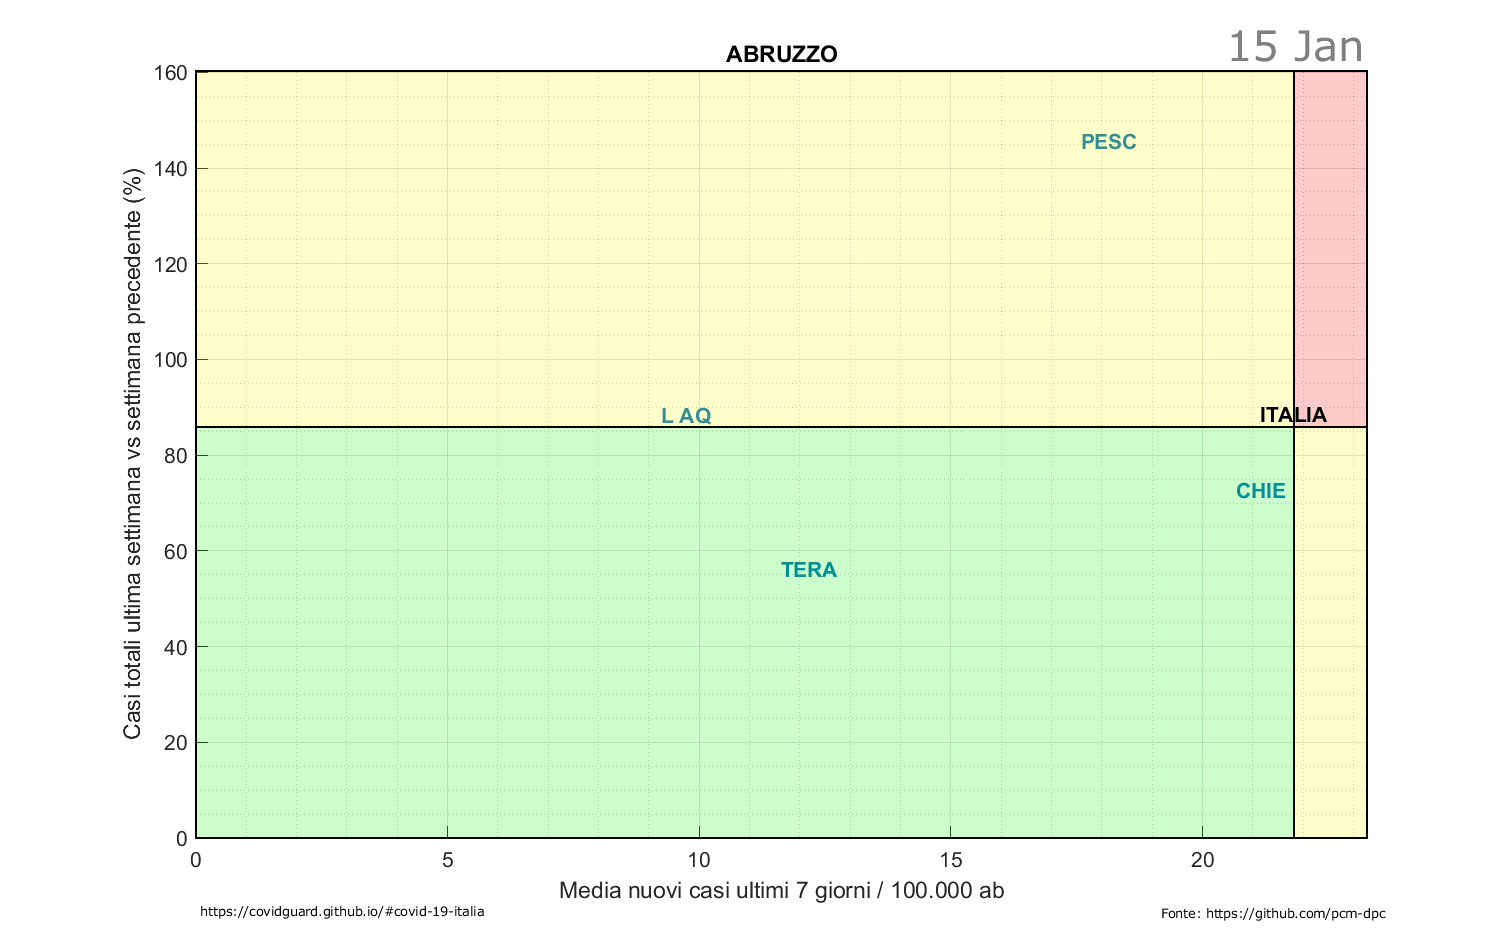 15 Jan
ABRUZZO
160
140
120
100
80
60
40
20
0
Casi totali ultima settimana vs settimana precedente (%)
PESC
L AQ
ITALIA
CHIE
TERA
0 5 10 15 20
Media nuovi casi ultimi 7 giorni / 100.000 ab
https://covidguard.github.io/#covid-19-italia
Fonte: https://github.com/pcm-dpc